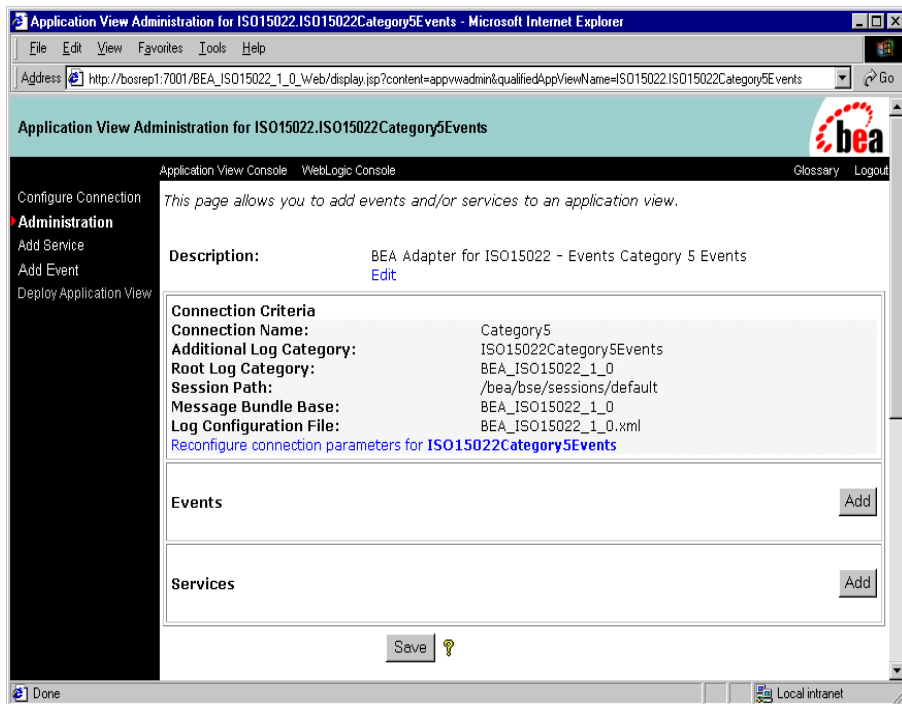 Application View Administration for ISO15022.ISO15022Category5Events - Microsoft Internet Explorer
File Edit View Favorites Tools Help
Address http://bosrep1:7001/BEA_ISO15022_1_0_Web/display.jsp?content=appvwadmin&qualifiedAppViewName=ISO15022.ISO15022Category5Events Go
Application View Administration for ISO15022.ISO15022Category5Events
bea
Application View Console WebLogic Console Glossary Logout
Configure Connection
Administration
Add Service
Add Event
Deploy Application View
This page allows you to add events and/or services to an application view.
Description: BEA Adapter for ISO15022 - Events Category 5 Events
Edit
Connection Criteria
Connection Name: Category5
Additional Log Category: ISO15022Category5Events
Root Log Category: BEA_ISO15022_1_0
Session Path: /bea/bse/sessions/default
Message Bundle Base: BEA_ISO15022_1_0
Log Configuration File: BEA_ISO15022_1_0.xml
Reconfigure connection parameters for ISO15022Category5Events
Events Add
Services Add
Save ?
Done Local intranet